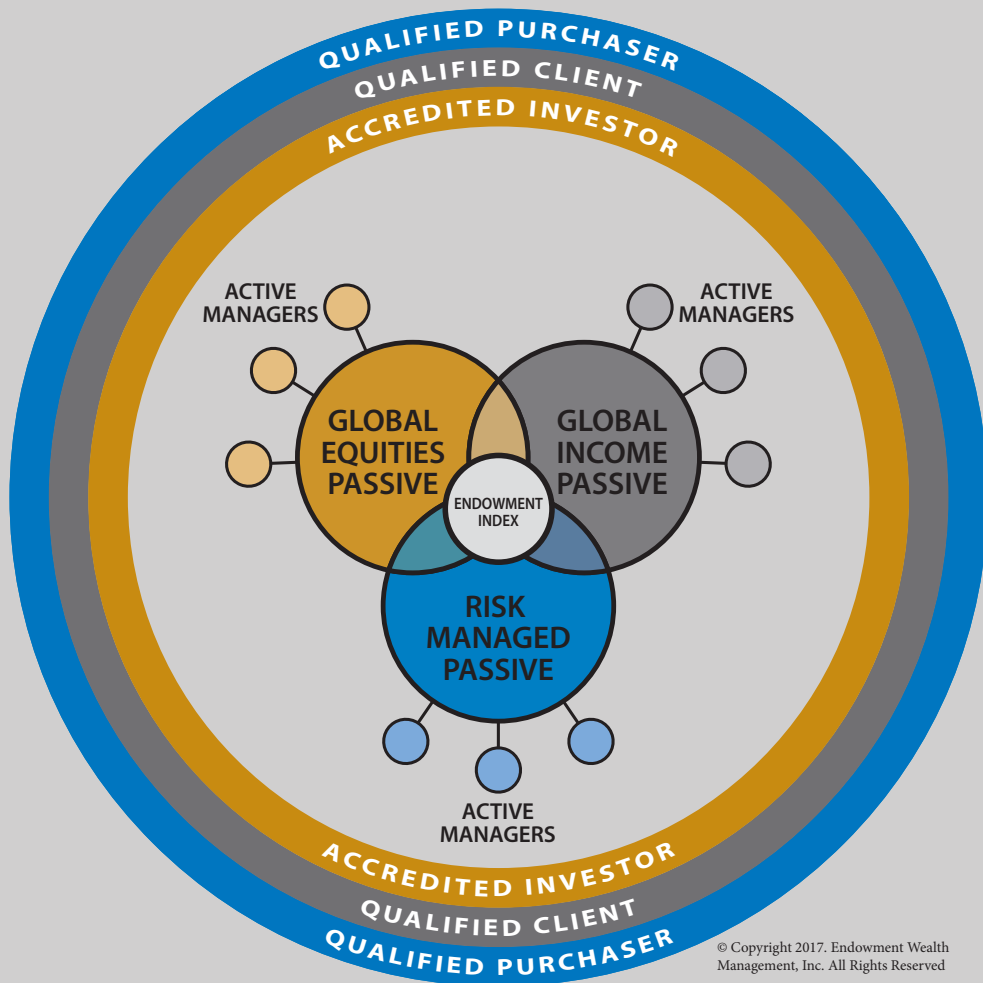 QUALIFIED PURCHASER
QUALIFIED CLIENT
ACCREDITED INVESTOR
ACTIVE
MANAGERS
ACTIVE
MANAGERS
GLOBAL
EQUITIES
PASSIVE
GLOBAL
INCOME
PASSIVE
ENDOWMENT
INDEX
RISK
MANAGED
PASSIVE
ACTIVE
MANAGERS
ACCREDITED INVESTOR
QUALIFIED CLIENT
QUALIFIED PURCHASER
© Copyright 2017. Endowment Wealth
Management, Inc. All Rights Reserved